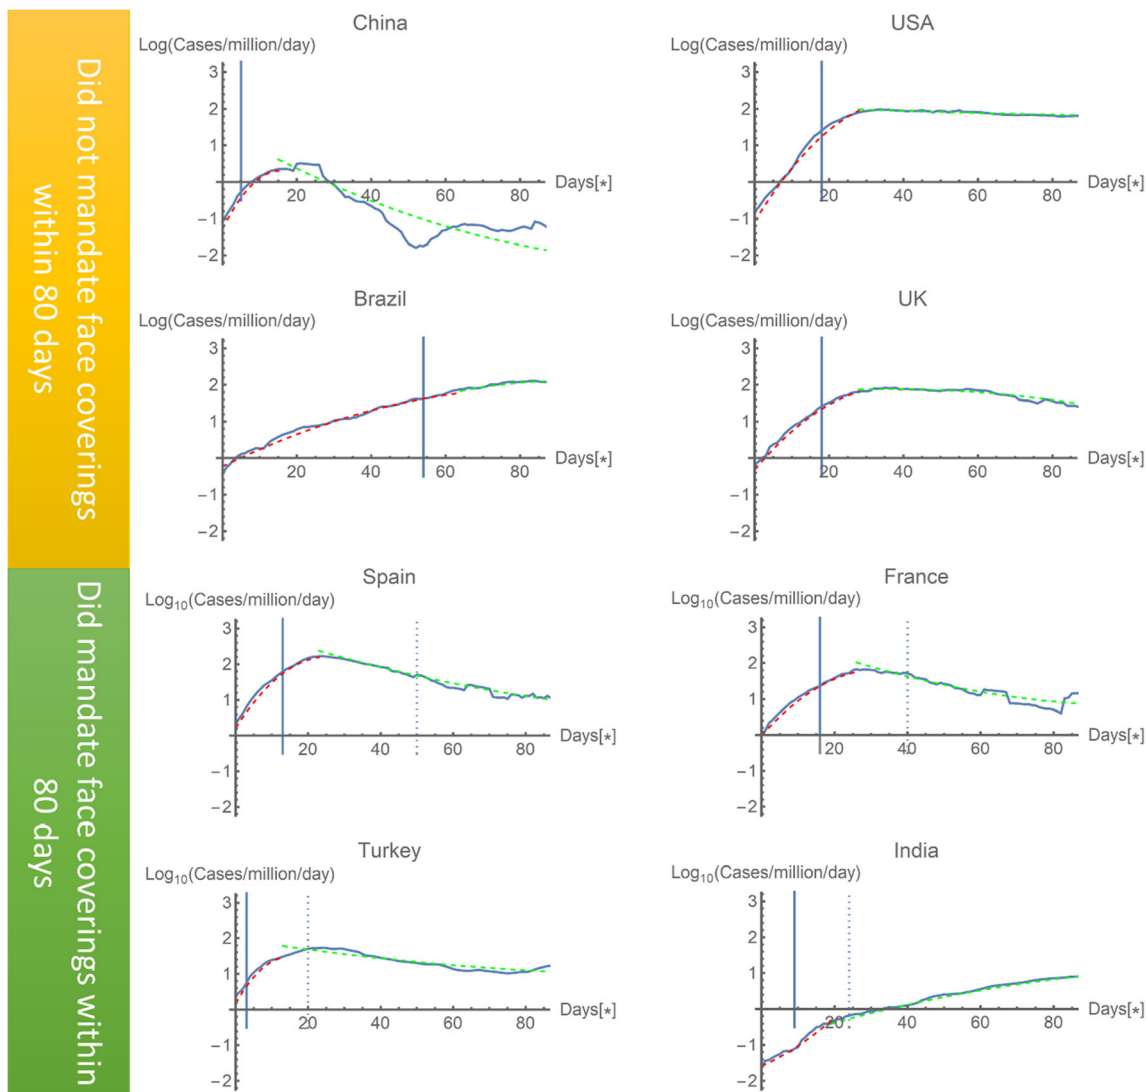 Did not mandate face coverings
within 80 days
China
Log(Cases/million/day)
3
2
1
-1
-2
20
40
60
80
Days[*]
USA
Log(Cases/million/day)
3
2
1
-1
-2
20
40
60
80
Days[*]
Brazil
Log(Cases/million/day)
3
2
1
-1
-2
20
40
60
80
Days[*]
UK
Log(Cases/million/day)
3
2
1
-1
-2
20
40
60
80
Days[*]
Did mandate face coverings within
80 days
Spain
Log₁₀(Cases/million/day)
3
2
1
-1
-2
20
40
60
80
Days[*]
France
Log₁₀(Cases/million/day)
3
2
1
-1
-2
20
40
60
80
Days[*]
Turkey
Log₁₀(Cases/million/day)
3
2
1
-1
-2
20
40
60
80
Days[*]
India
Log₁₀(Cases/million/day)
3
2
1
-1
-2
20
40
60
80
Days[*]